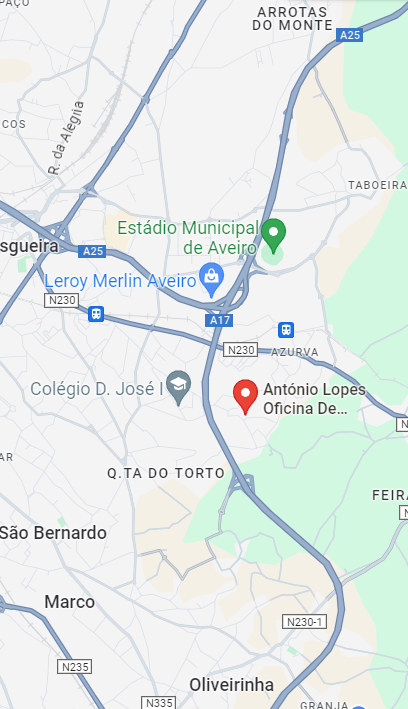 PAÇO
ARROTAS
DO MONTE
A25
COS
R. da Alegria
TABOEIRA
Estádio Municipal
de Aveiro
sgueira
A25
Leroy Merlin Aveiro
N230
A17
N230
AZURVA
Colégio D. José I
António Lopes
Oficina De...
N
AR
Q.TA DO TORTO
FEIRA
N
São Bernardo
Marco
N230-1
N235
Oliveirinha
N335
GRANJA